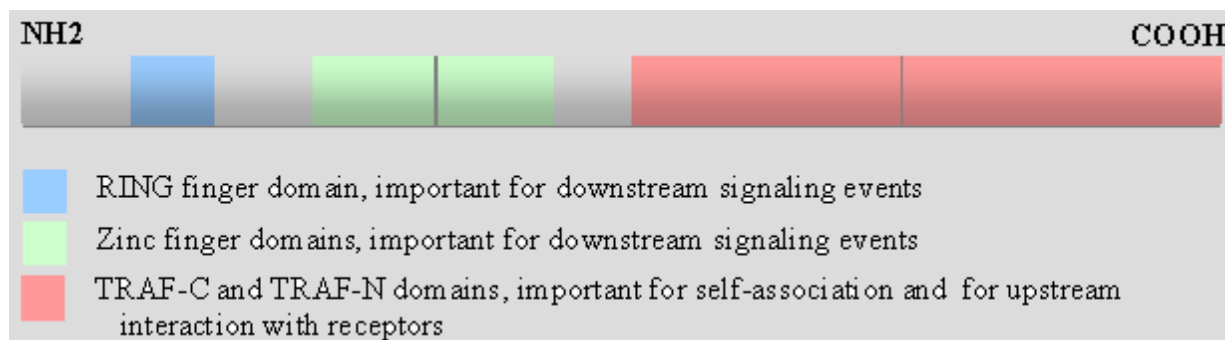 NH2 COOH
RING finger domain, important for downstream signaling events
Zinc finger domains, important for downstream signaling events
TRAF-C and TRAF-N domains, important for self-association and for upstream
interaction with receptors